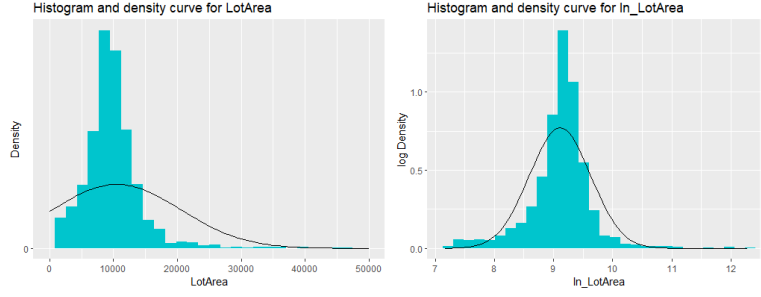 Histogram and density curve for LotArea
Density
0
0 10000 20000 30000 40000 50000
LotArea
Histogram and density curve for ln_LotArea
log Density
1.0
0.5
0.0
7 8 9 10 11 12
ln_LotArea